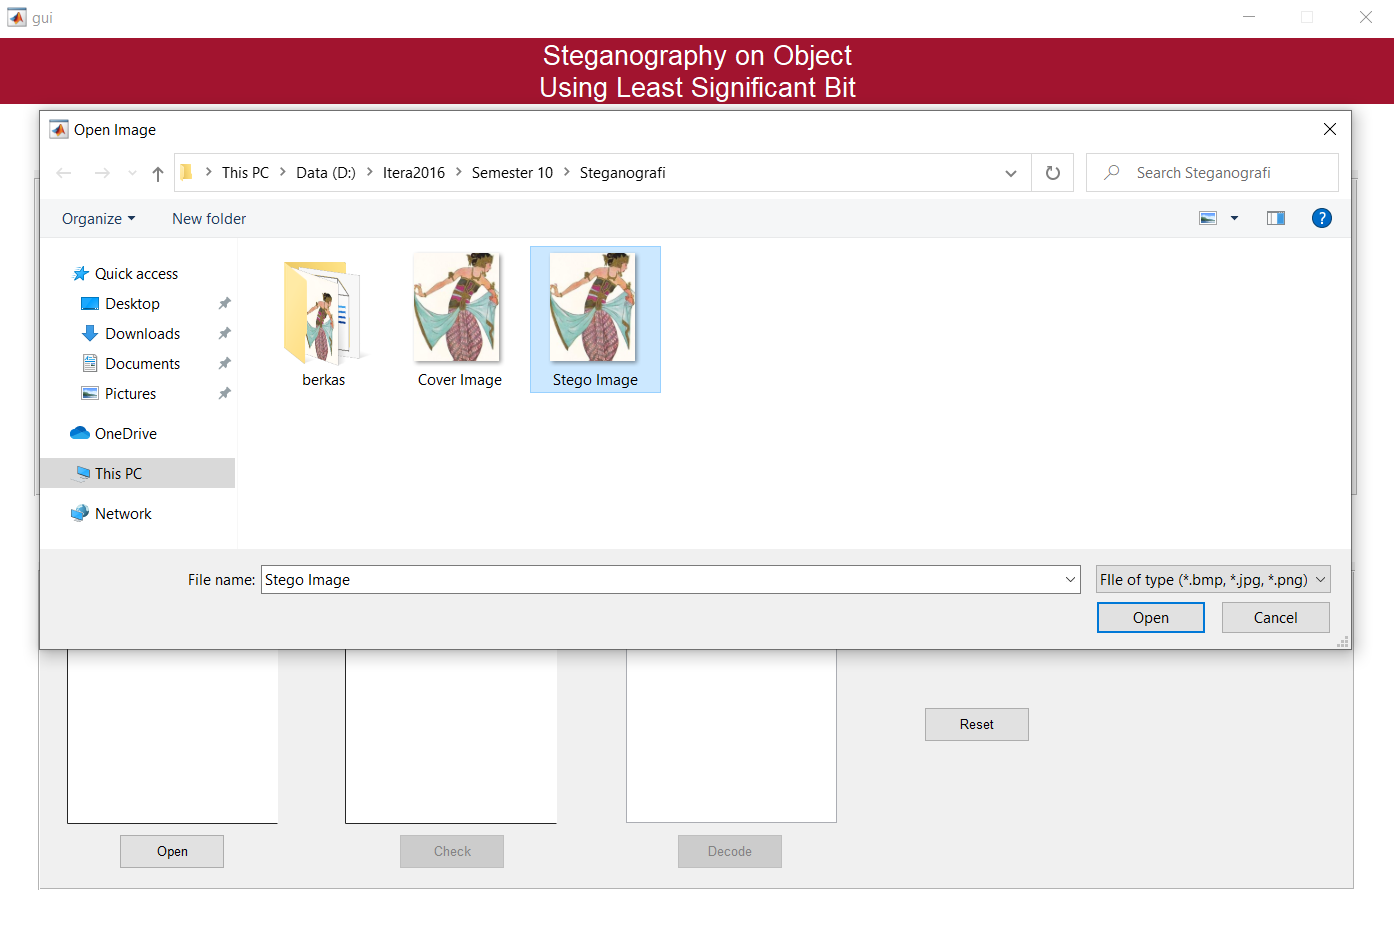 gui
Steganography on Object
Using Least Significant Bit
Open Image
This PC > Data (D:) > Itera2016 > Semester 10 > Steganografi
Search Steganografi
Organize
New folder
?
Quick access
Desktop
Downloads
Documents
Pictures
OneDrive
This PC
Network
berkas
Cover Image
Stego Image
File name:
Stego Image
FIle of type (*.bmp, *.jpg, *.png)
Open
Cancel
Reset
Open
Check
Decode